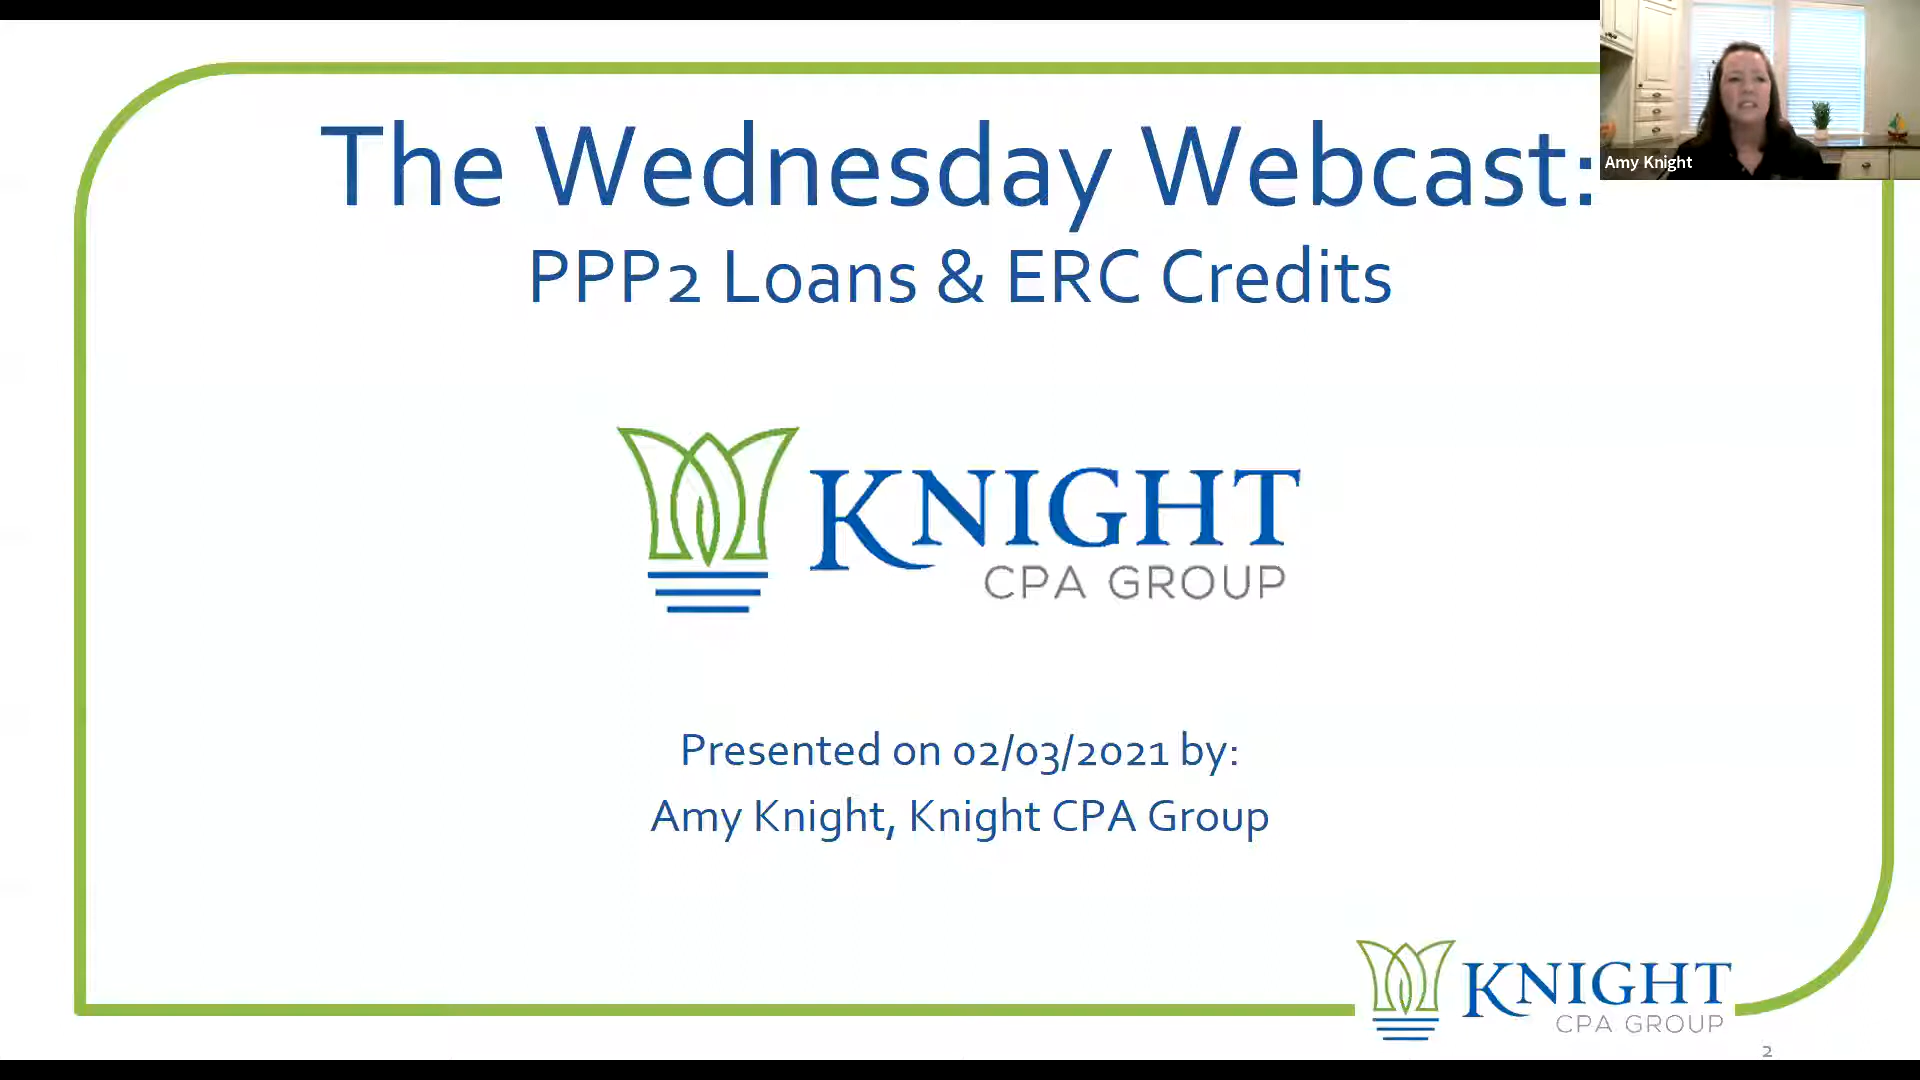 The Wednesday Webcast:
PPP2 Loans & ERC Credits
Amy Knight
KNIGHT
CPA GROUP
Presented on 02/03/2021 by:
Amy Knight, Knight CPA Group
KNIGHT
CPA GROUP
2